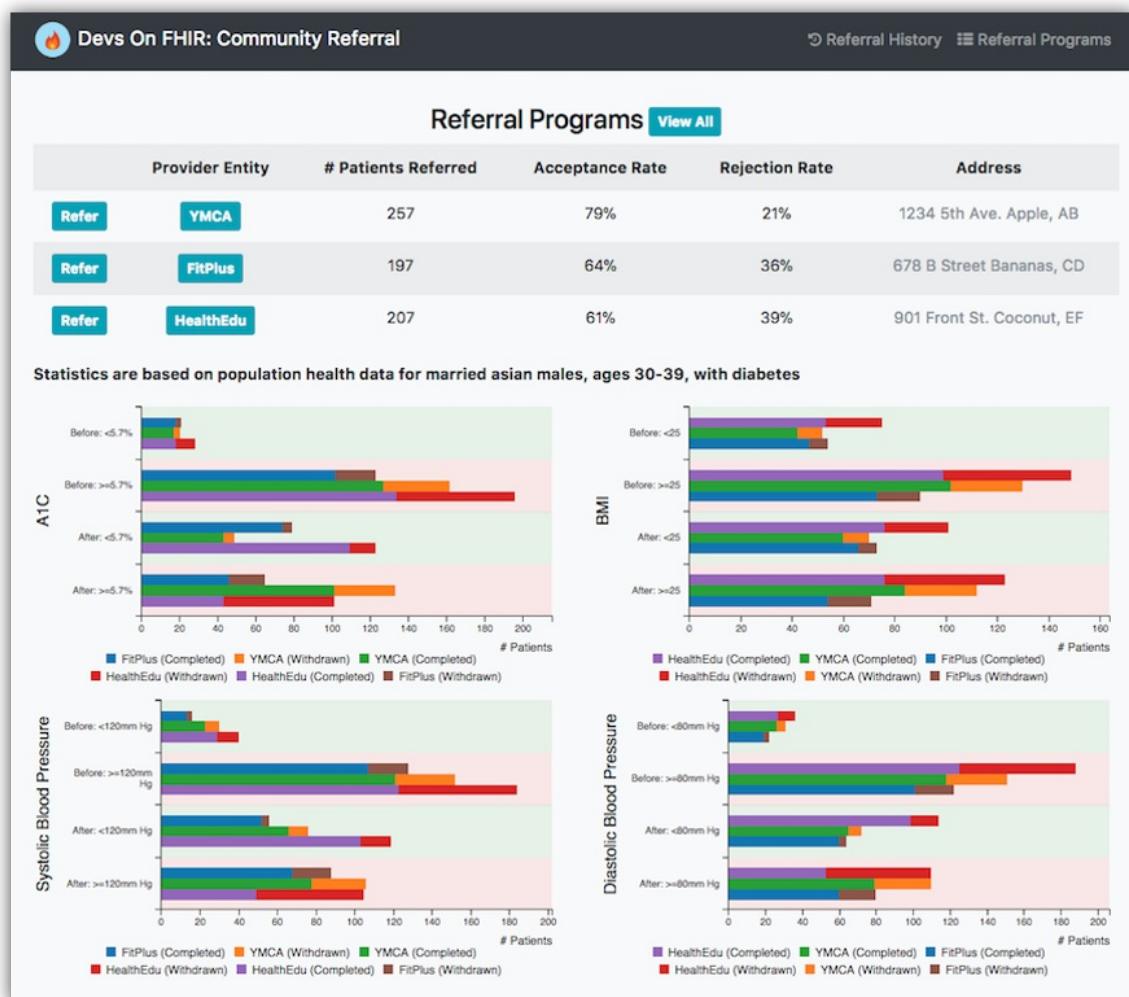 Devs On FHIR: Community Referral
Referral History Referral Programs
Referral Programs View All
Provider Entity # Patients Referred Acceptance Rate Rejection Rate Address
Refer YMCA 257 79% 21% 1234 5th Ave. Apple, AB
Refer FitPlus 197 64% 36% 678 B Street Bananas, CD
Refer HealthEdu 207 61% 39% 901 Front St. Coconut, EF
Statistics are based on population health data for married asian males, ages 30-39, with diabetes
A1C
Before: <5.7%
Before: >=5.7%
After: <5.7%
After: >=5.7%
0 20 40 60 80 100 120 140 160 180 200
# Patients
FitPlus (Completed) YMCA (Withdrawn) YMCA (Completed)
HealthEdu (Withdrawn) HealthEdu (Completed) FitPlus (Withdrawn)
BMI
Before: <25
Before: >=25
After: <25
After: >=25
0 20 40 60 80 100 120 140 160
# Patients
HealthEdu (Completed) YMCA (Completed) FitPlus (Completed)
HealthEdu (Withdrawn) YMCA (Withdrawn) FitPlus (Withdrawn)
Systolic Blood Pressure
Before: <120mm Hg
Before: >=120mm
Hg
After: <120mm Hg
After: >=120mm Hg
0 20 40 60 80 100 120 140 160 180 200
# Patients
FitPlus (Completed) YMCA (Withdrawn) YMCA (Completed)
HealthEdu (Withdrawn) HealthEdu (Completed) FitPlus (Withdrawn)
Diastolic Blood Pressure
Before: <80mm Hg
Before: >=80mm Hg
After: <80mm Hg
After: >=80mm Hg
0 20 40 60 80 100 120 140 160 180 200
# Patients
HealthEdu (Completed) YMCA (Completed) FitPlus (Completed)
HealthEdu (Withdrawn) YMCA (Withdrawn) FitPlus (Withdrawn)